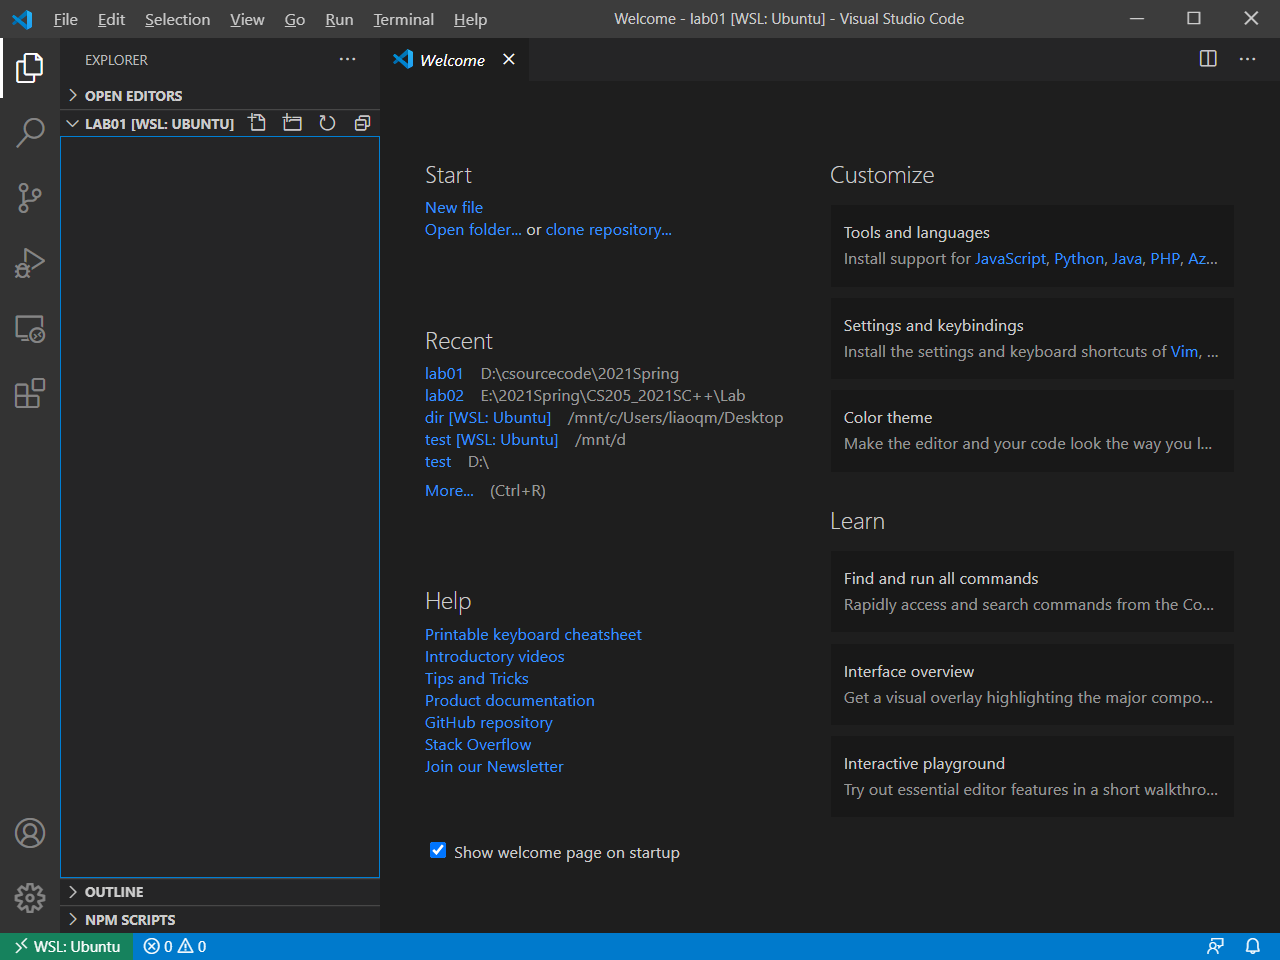 File Edit Selection View Go Run Terminal Help Welcome - lab01 [WSL: Ubuntu] - Visual Studio Code
EXPLORER
OPEN EDITORS
LAB01 [WSL: UBUNTU]
OUTLINE
NPM SCRIPTS
Welcome
Start
New file
Open folder... or clone repository...
Recent
lab01 D:\csourcecode\2021Spring
lab02 E:\2021Spring\CS205_2021SC++\Lab
dir [WSL: Ubuntu] /mnt/c/Users/liaoqm/Desktop
test [WSL: Ubuntu] /mnt/d
test D:\
More... (Ctrl+R)
Help
Printable keyboard cheatsheet
Introductory videos
Tips and Tricks
Product documentation
GitHub repository
Stack Overflow
Join our Newsletter
Show welcome page on startup
Customize
Tools and languages
Install support for JavaScript, Python, Java, PHP, Az...
Settings and keybindings
Install the settings and keyboard shortcuts of Vim, ...
Color theme
Make the editor and your code look the way you l...
Learn
Find and run all commands
Rapidly access and search commands from the Co...
Interface overview
Get a visual overlay highlighting the major compo...
Interactive playground
Try out essential editor features in a short walkthro...
WSL: Ubuntu 0 0